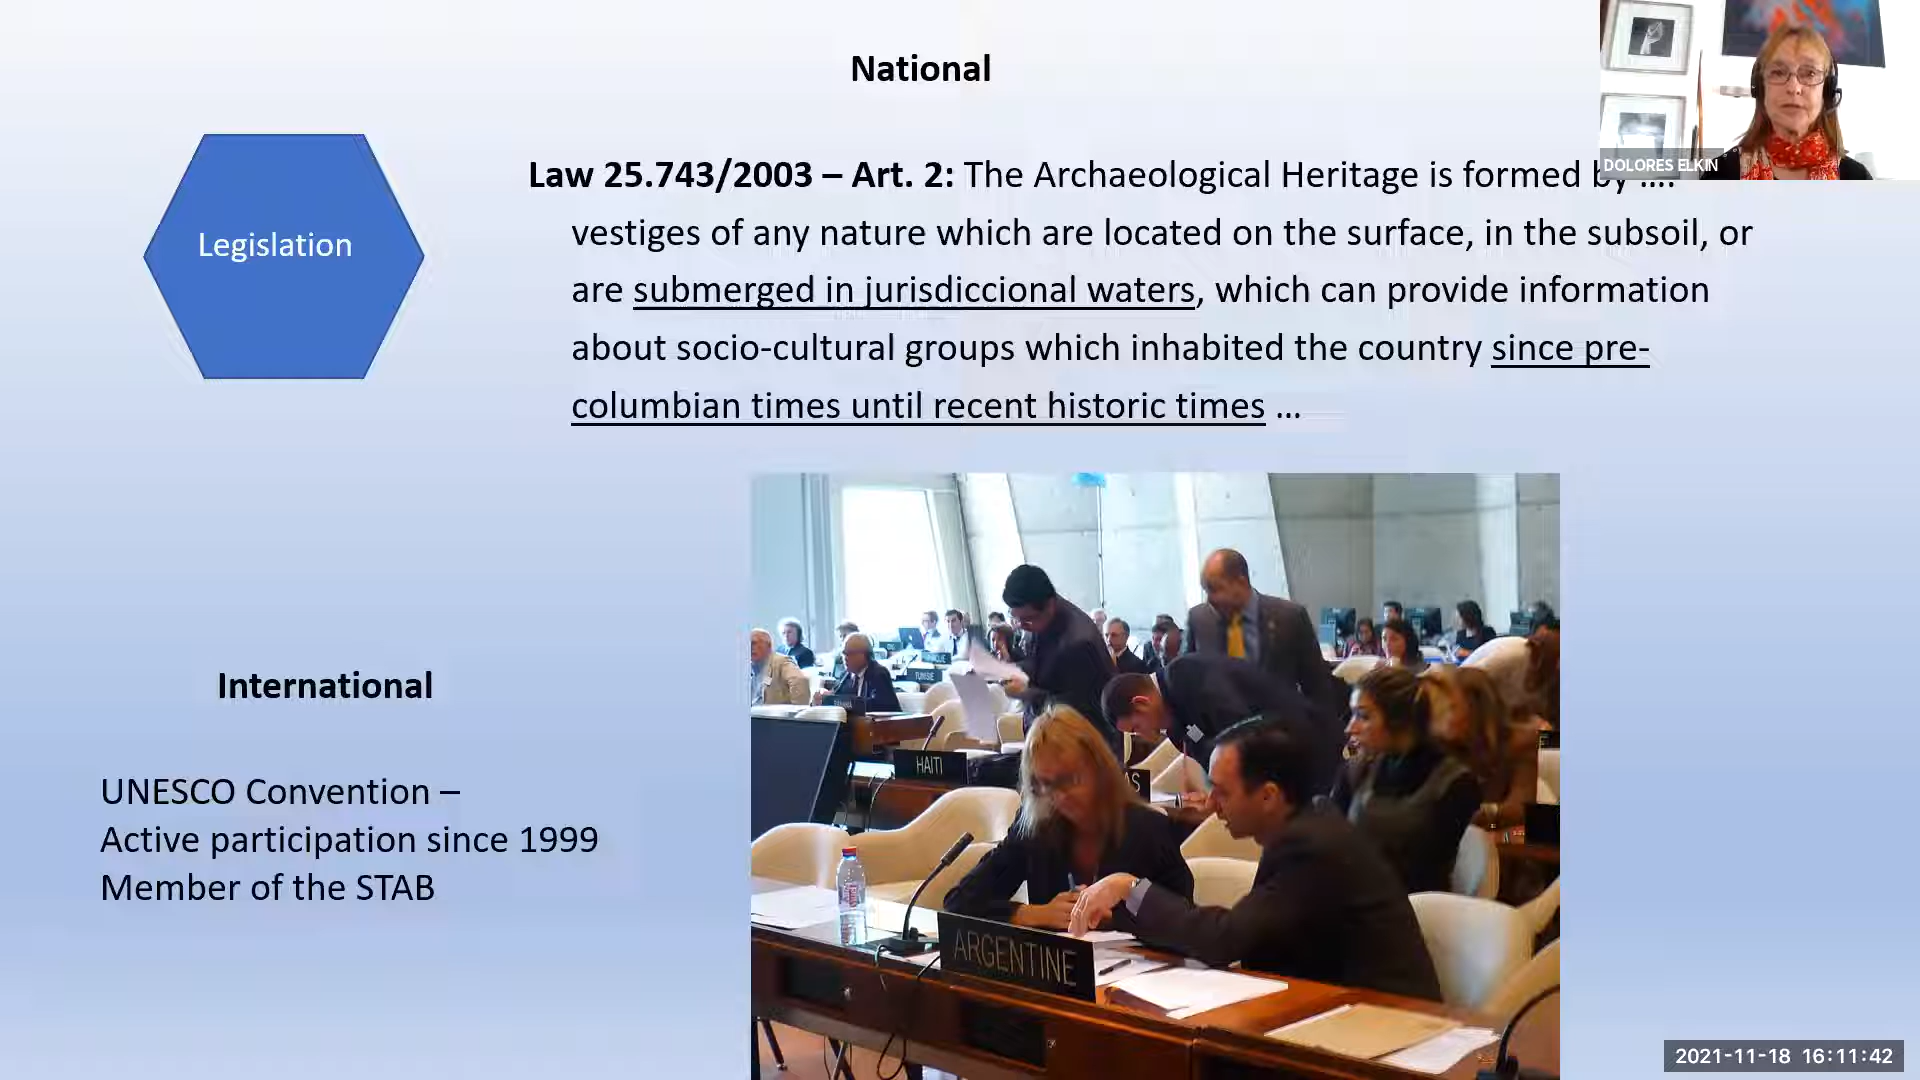 National
DOLORES ELKIN
Legislation
Law 25.743/2003 – Art. 2: The Archaeological Heritage is formed by ....
vestiges of any nature which are located on the surface, in the subsoil, or
are submerged in jurisdiccional waters, which can provide information
about socio-cultural groups which inhabited the country since pre-
columbian times until recent historic times ...
International
UNESCO Convention –
Active participation since 1999
Member of the STAB
TUNISIE
HAITI
ARGENTINE
2021-11-18 16:11:42